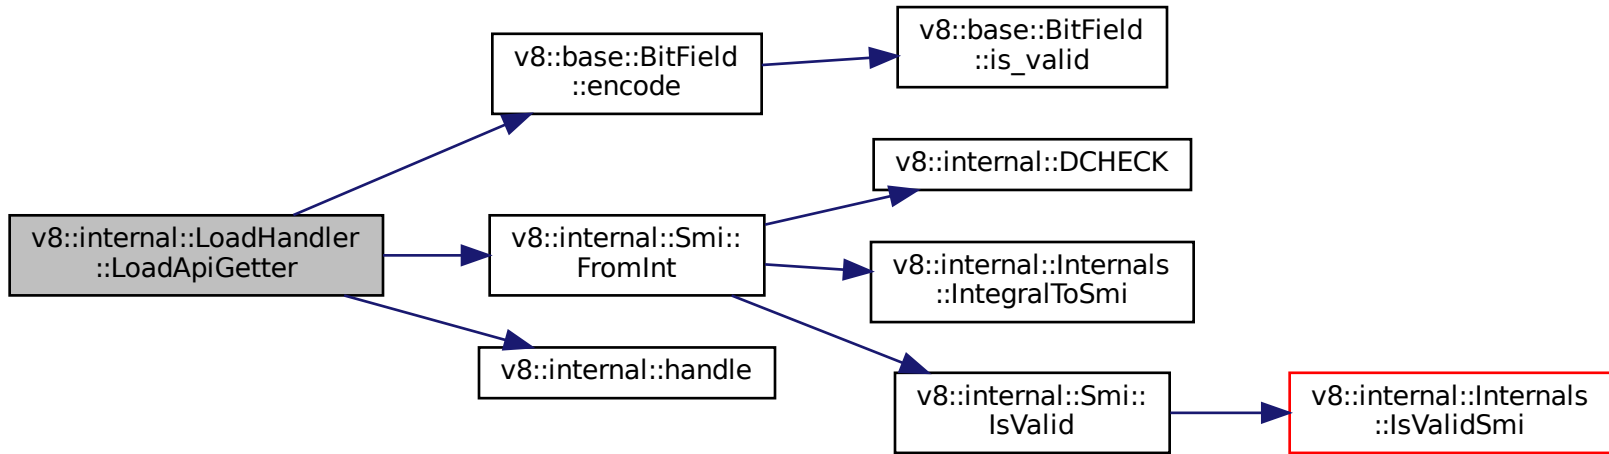 v8::internal::LoadHandler
::LoadApiGetter
v8::base::BitField
::encode
v8::base::BitField
::is_valid
v8::internal::Smi::
FromInt
v8::internal::DCHECK
v8::internal::Internals
::IntegralToSmi
v8::internal::Smi::
IsValid
v8::internal::Internals
::IsValidSmi
v8::internal::handle